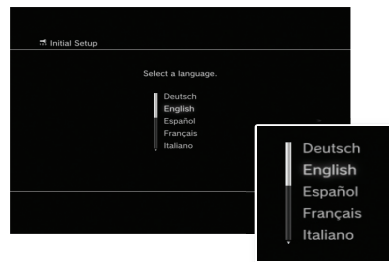 Initial Setup
Select a language.
Deutsch
English
Español
Français
Italiano
Deutsch
English
Español
Français
Italiano